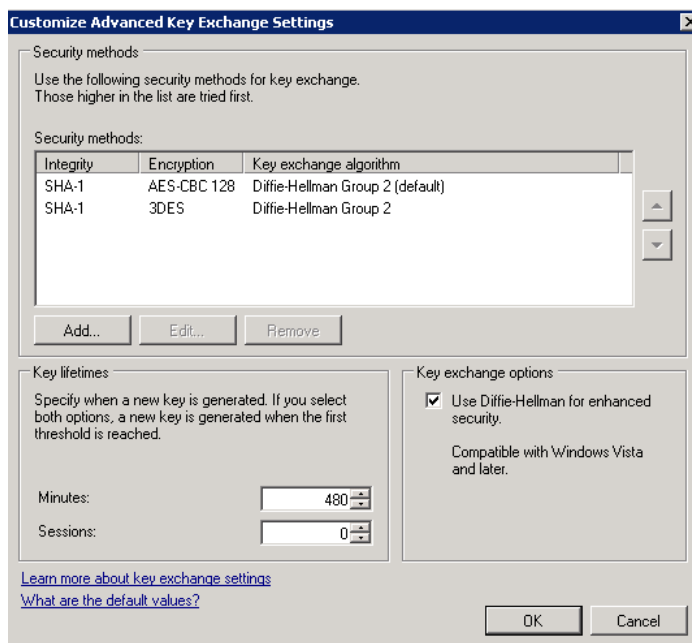 Customize Advanced Key Exchange Settings
Security methods
Use the following security methods for key exchange.
Those higher in the list are tried first.
Security methods:
Integrity Encryption Key exchange algorithm
SHA-1 AES-CBC 128 Diffie-Hellman Group 2 (default)
SHA-1 3DES Diffie-Hellman Group 2
Add... Edit... Remove
Key lifetimes
Specify when a new key is generated. If you select
both options, a new key is generated when the first
threshold is reached.
Minutes: 480
Sessions: 0
Key exchange options
Use Diffie-Hellman for enhanced
security.
Compatible with Windows Vista
and later.
Learn more about key exchange settings
What are the default values?
OK Cancel